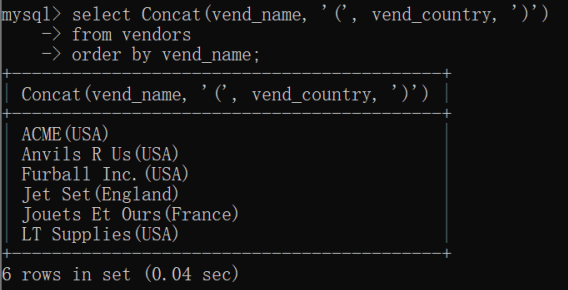 mysql> select Concat(vend_name, '(', vend_country, ')')
    -> from vendors
    -> order by vend_name;
+-------------------------------------------+
| Concat(vend_name, '(', vend_country, ')') |
+-------------------------------------------+
| ACME(USA)                                 |
| Anvils R Us(USA)                          |
| Furball Inc.(USA)                         |
| Jet Set(England)                          |
| Jouets Et Ours(France)                    |
| LT Supplies(USA)                          |
+-------------------------------------------+
6 rows in set (0.04 sec)